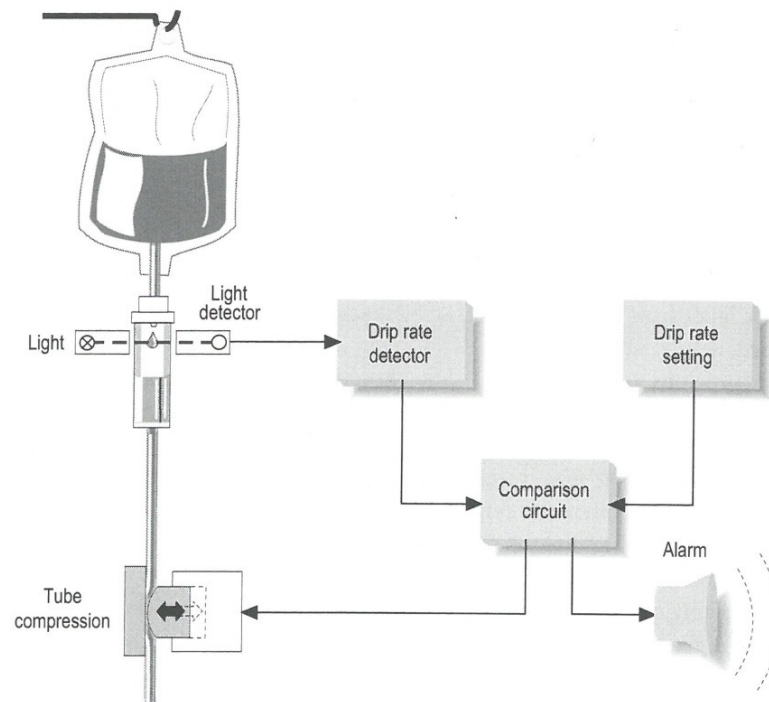 Light
detector
Light
Drip rate
detector
Drip rate
setting
Comparison
circuit
Alarm
Tube
compression